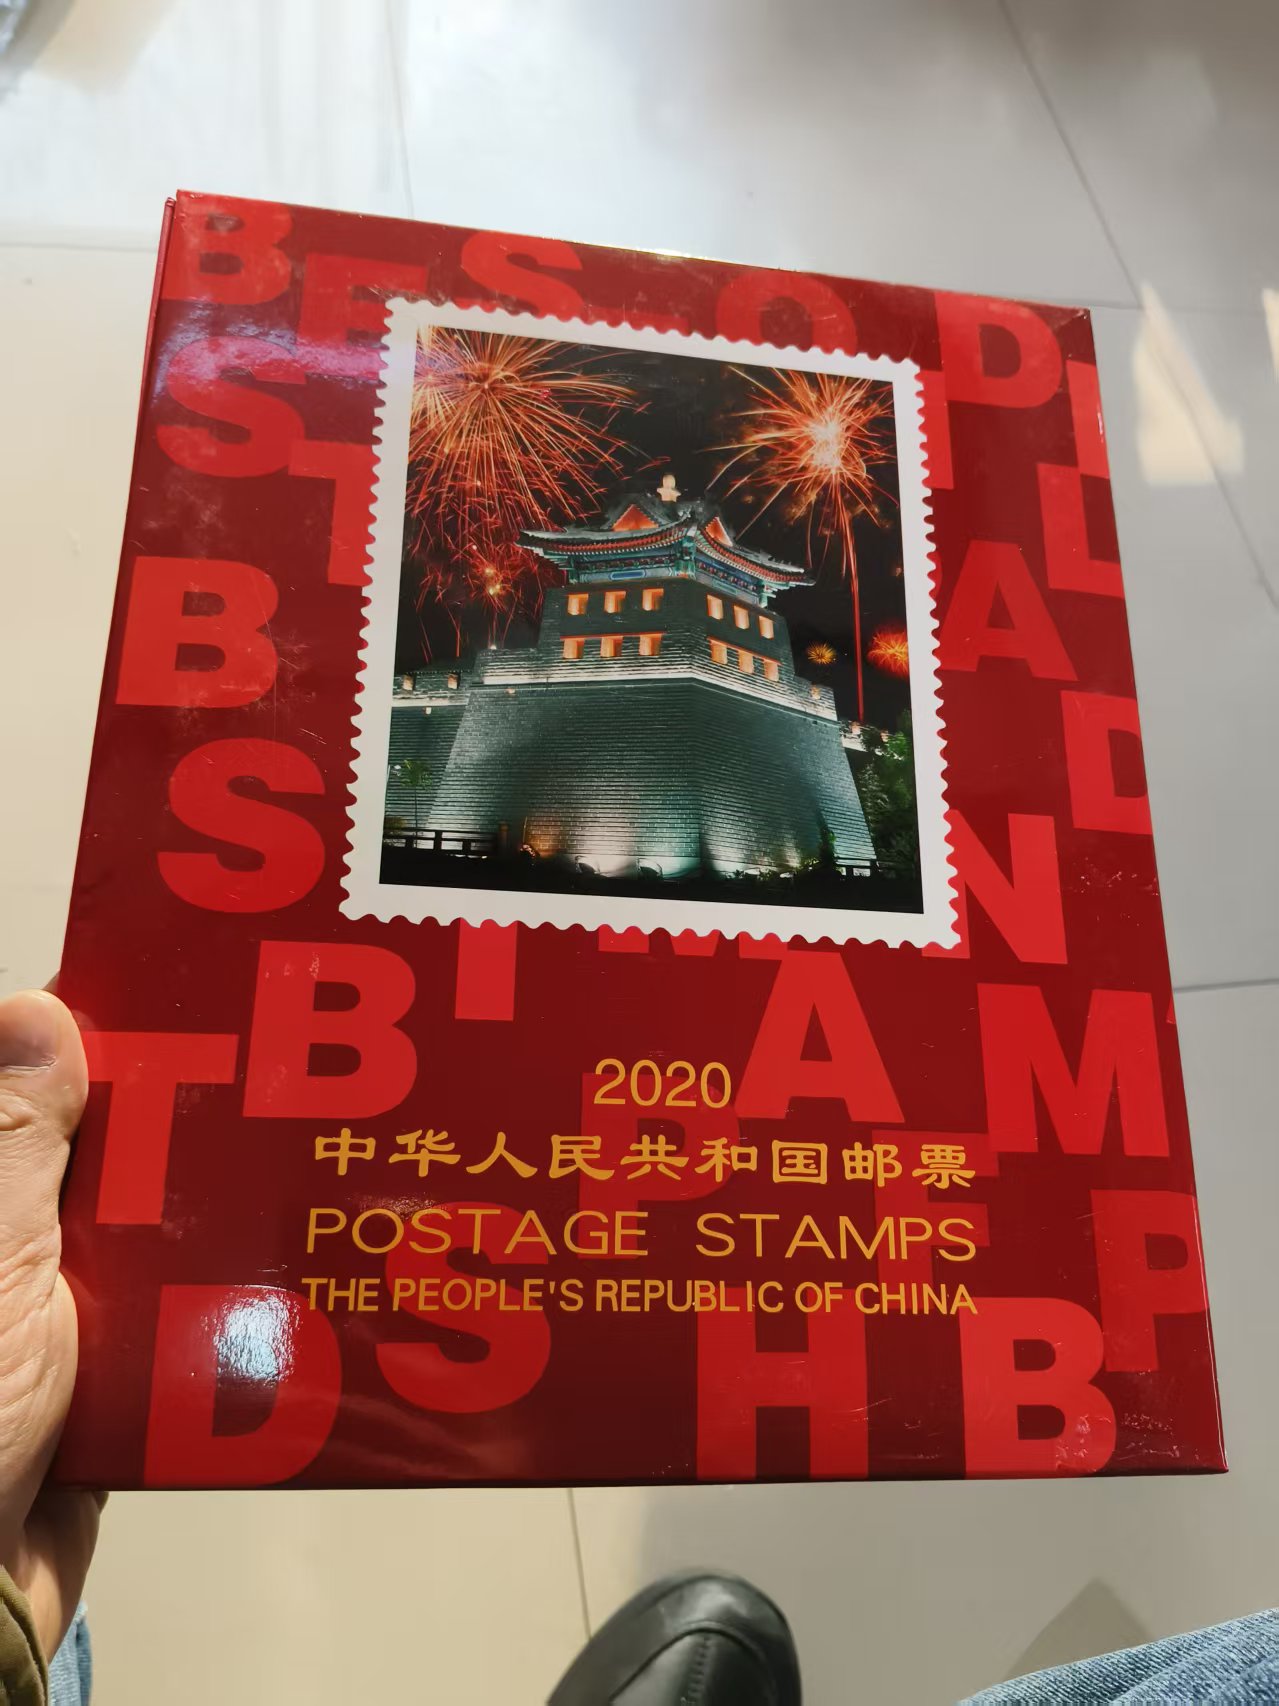 B E S O D
S T L
B A D
S N
B I M A M
T 2020
中华人民共和国邮票
POSTAGE STAMPS
THE PEOPLE'S REPUBLIC OF CHINA
P E P
D S H B